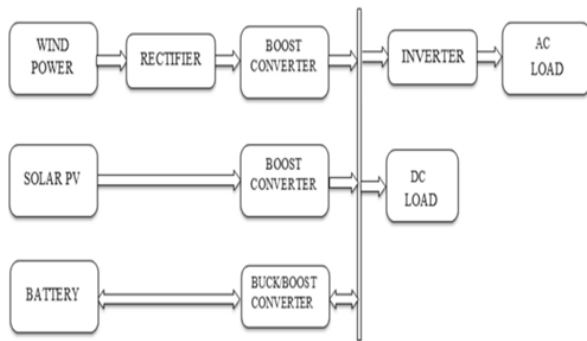 WIND
POWER
RECTIFIER
BOOST
CONVERTER
INVERTER
AC
LOAD
SOLAR PV
BOOST
CONVERTER
DC
LOAD
BATTERY
BUCK/BOOST
CONVERTER